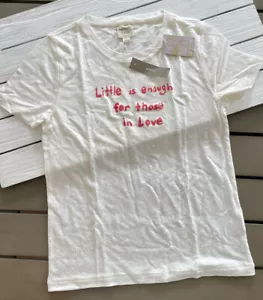 Little is enough
for those
in Love